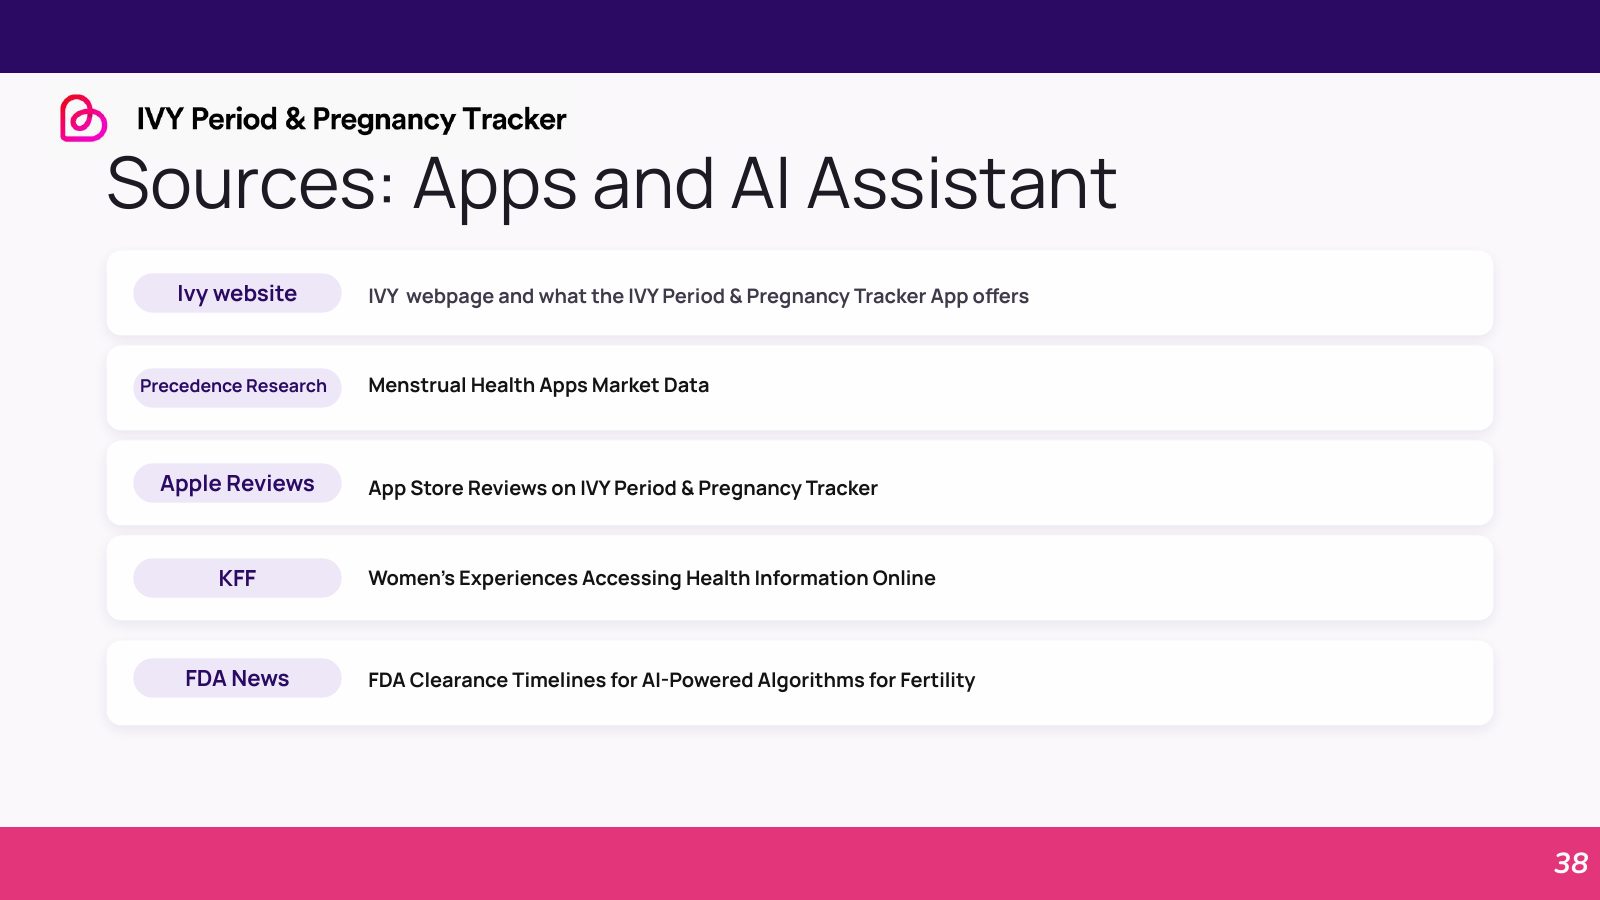 IVY Period & Pregnancy Tracker
Sources: Apps and AI Assistant
Ivy website
IVY  webpage and what the IVY Period & Pregnancy Tracker App offers
Precedence Research
Menstrual Health Apps Market Data
Apple Reviews
App Store Reviews on IVY Period & Pregnancy Tracker
KFF
Women's Experiences Accessing Health Information Online
FDA News
FDA Clearance Timelines for AI-Powered Algorithms for Fertility
38